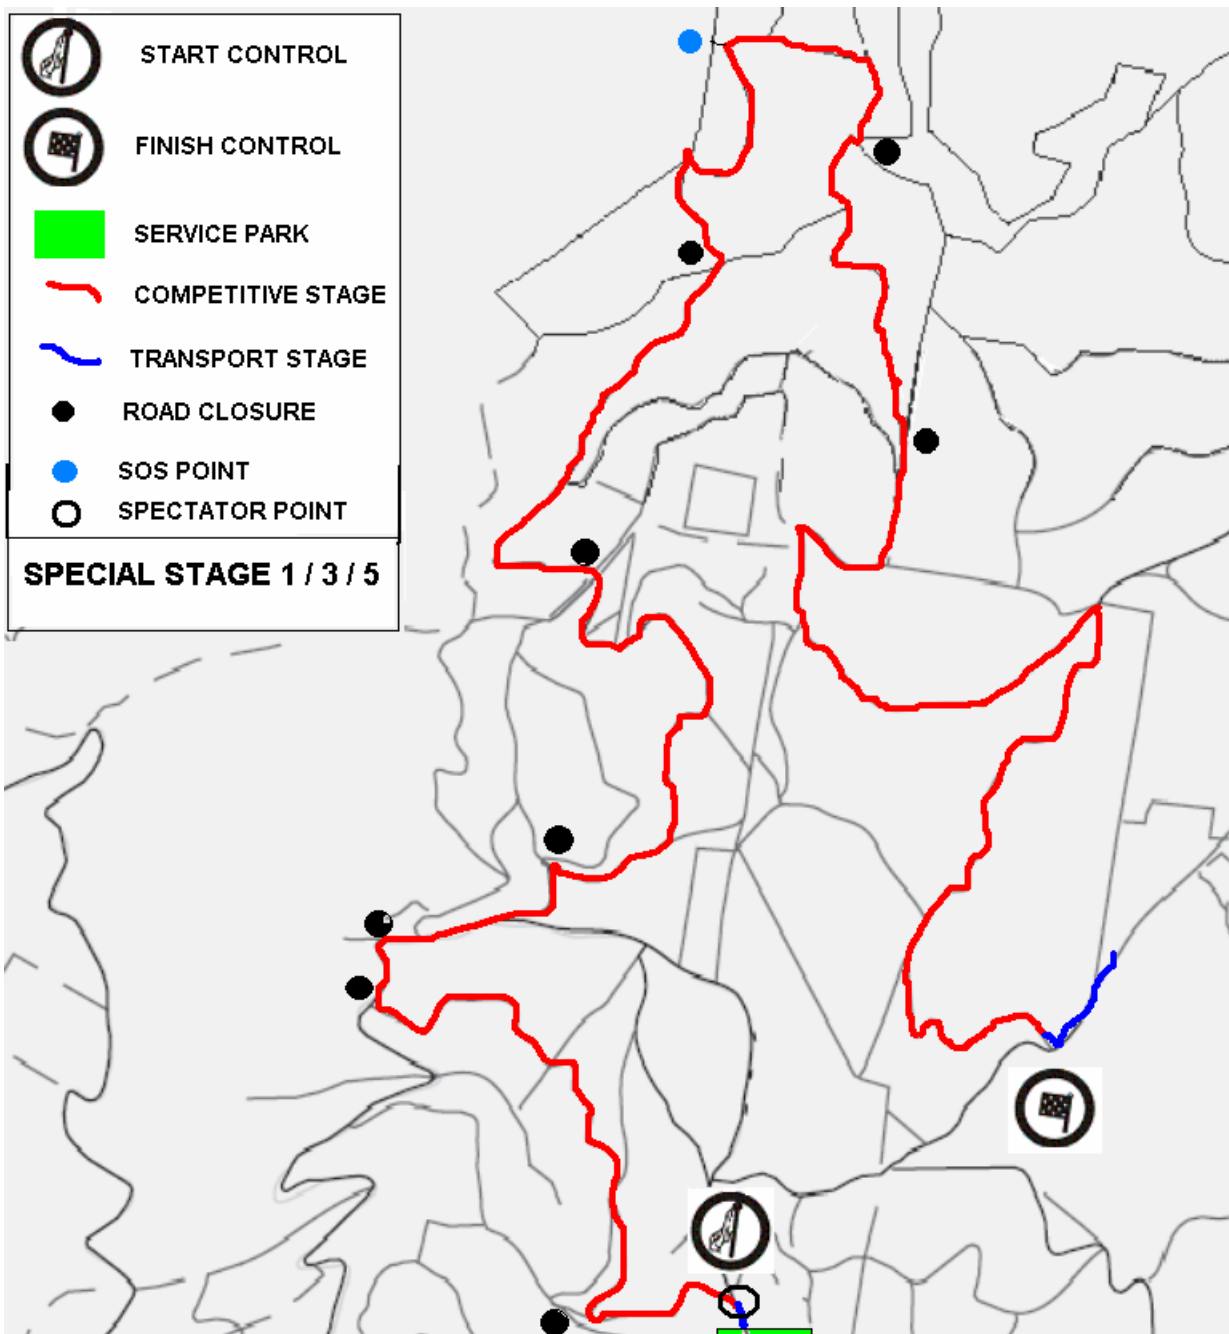 START CONTROL
FINISH CONTROL
SERVICE PARK
COMPETITIVE STAGE
TRANSPORT STAGE
ROAD CLOSURE
SOS POINT
SPECTATOR POINT
SPECIAL STAGE 1 / 3 / 5